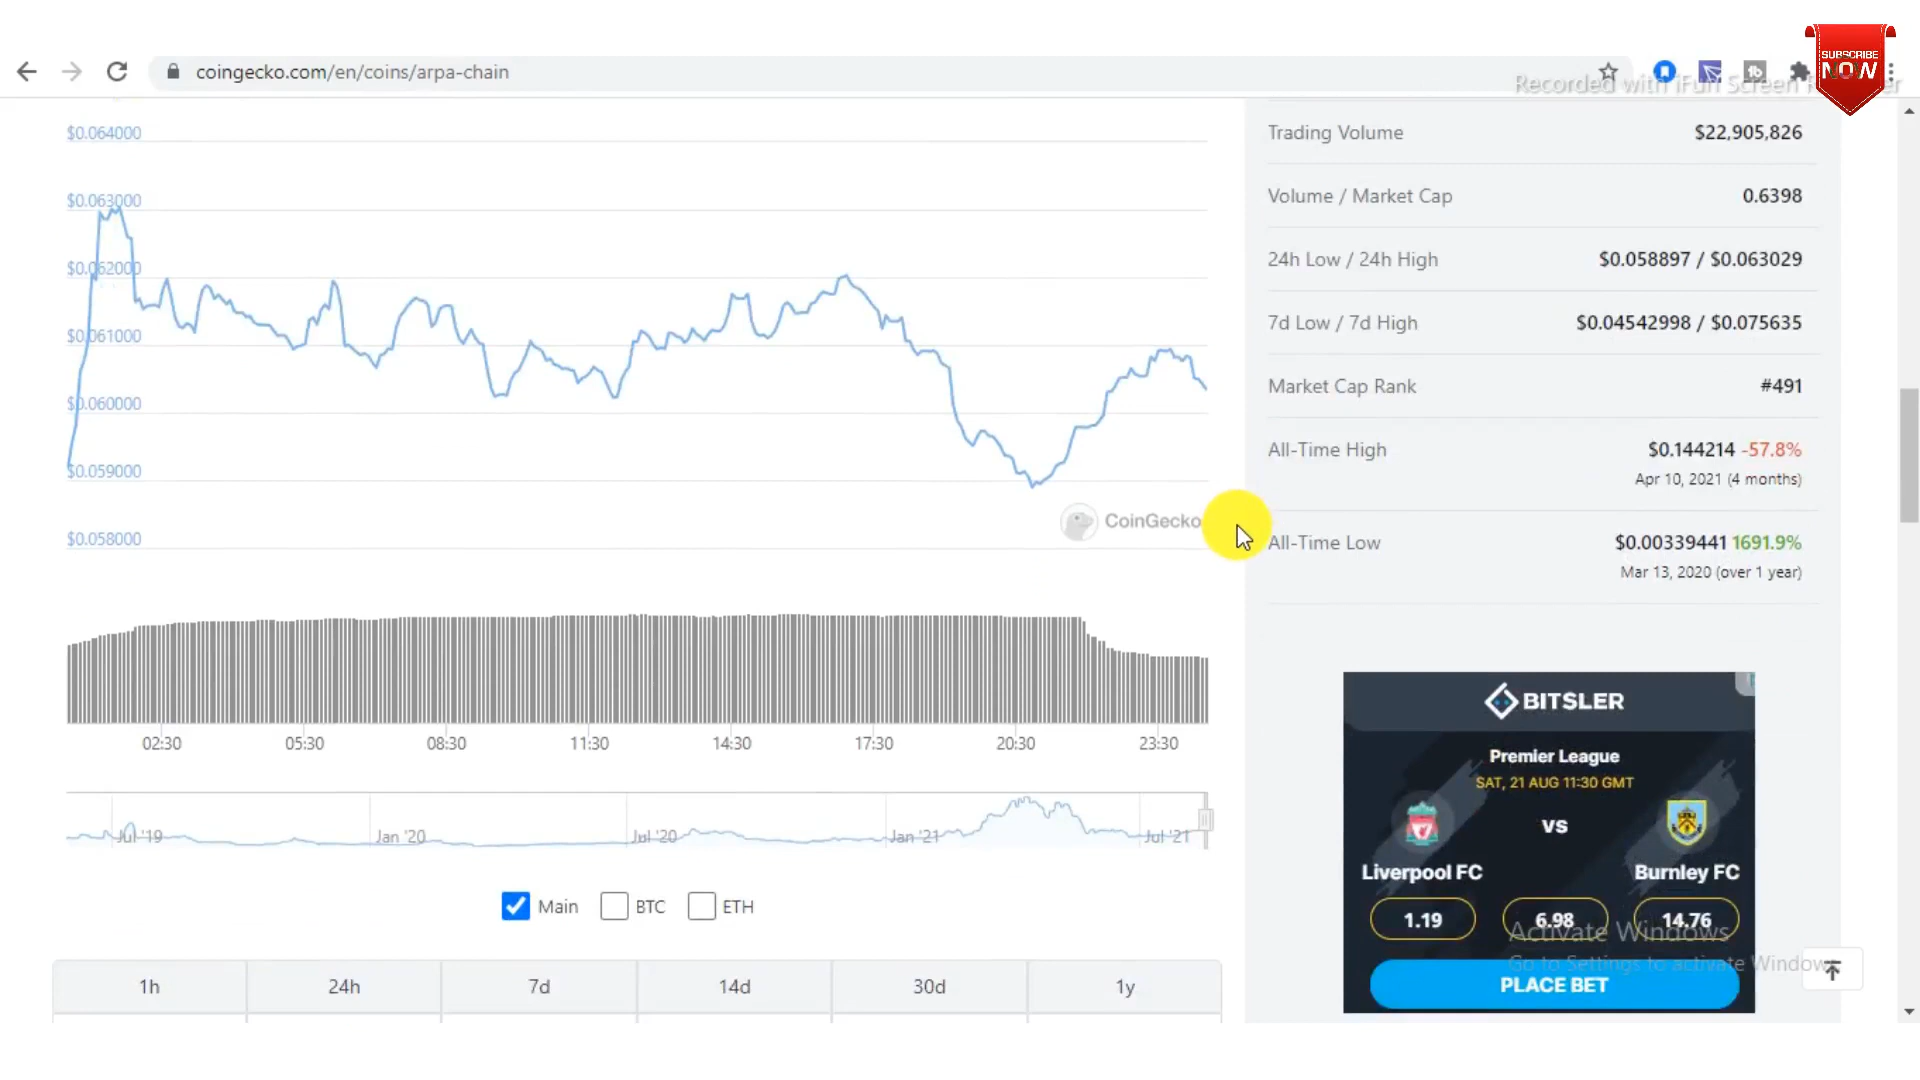 SUBSCRIBE
NOW
coingecko.com/en/coins/arpa-chain
Recorded with iFun Screen
$0.064000
$0.063000
$0.062000
$0.061000
$0.060000
$0.059000
$0.058000
CoinGecko
02:30 05:30 08:30 11:30 14:30 17:30 20:30 23:30
Jul '19 Jan '20 Jul '20 Jan '21 Jul '21
Main BTC ETH
1h 24h 7d 14d 30d 1y
Trading Volume $22,905,826
Volume / Market Cap 0.6398
24h Low / 24h High $0.058897 / $0.063029
7d Low / 7d High $0.04542998 / $0.075635
Market Cap Rank #491
All-Time High $0.144214 -57.8%
Apr 10, 2021 (4 months)
All-Time Low $0.00339441 1691.9%
Mar 13, 2020 (over 1 year)
BITSLER
Premier League
SAT, 21 AUG 11:30 GMT
VS
Liverpool FC Burnley FC
1.19 6.98 14.76
Activate Windows
Go to Settings to activate Windows
PLACE BET